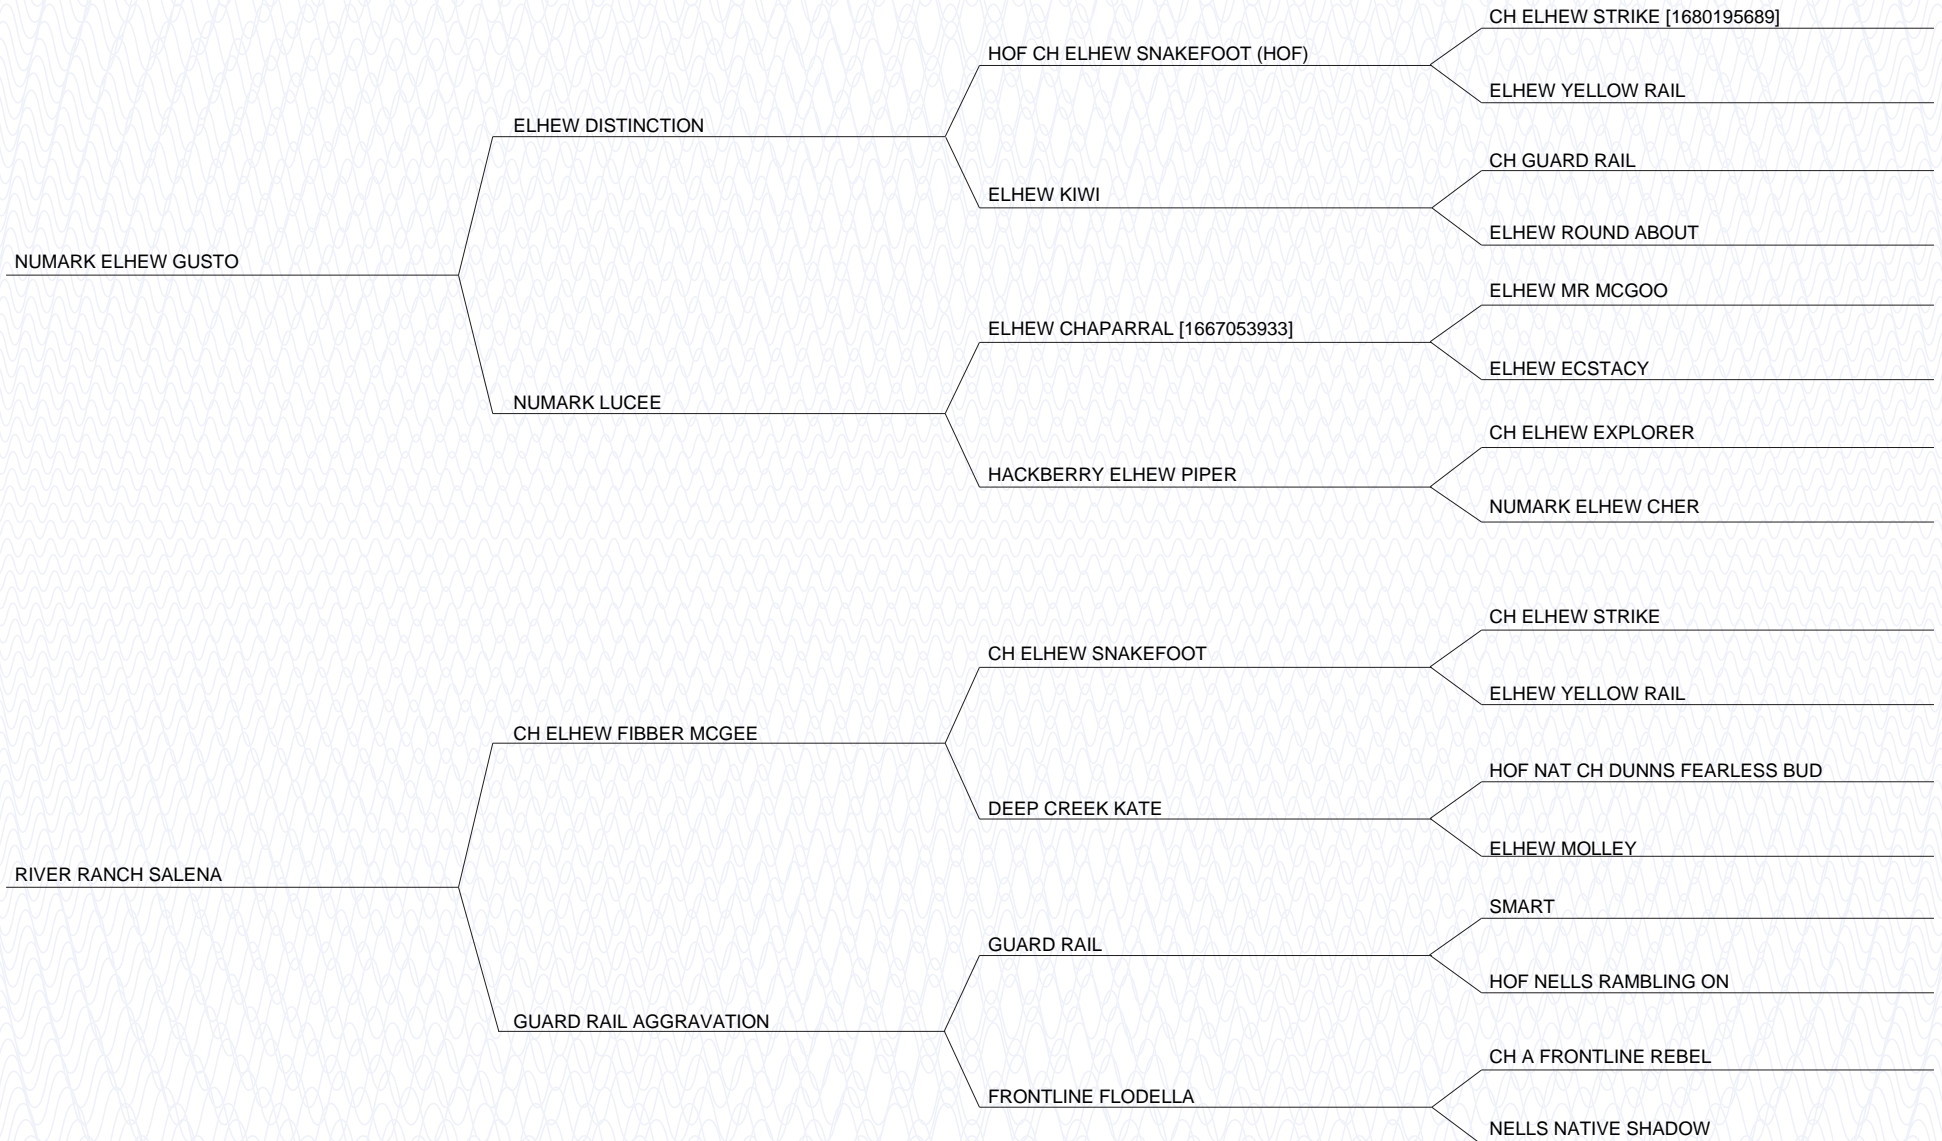 CH ELHEW STRIKE [1680195689]
HOF CH ELHEW SNAKEFOOT (HOF)
ELHEW YELLOW RAIL
ELHEW DISTINCTION
CH GUARD RAIL
ELHEW KIWI
ELHEW ROUND ABOUT
NUMARK ELHEW GUSTO
ELHEW MR MCGOO
ELHEW CHAPARRAL [1667053933]
ELHEW ECSTACY
NUMARK LUCEE
CH ELHEW EXPLORER
HACKBERRY ELHEW PIPER
NUMARK ELHEW CHER
CH ELHEW STRIKE
CH ELHEW SNAKEFOOT
ELHEW YELLOW RAIL
CH ELHEW FIBBER MCGEE
HOF NAT CH DUNNS FEARLESS BUD
DEEP CREEK KATE
ELHEW MOLLEY
RIVER RANCH SALENA
SMART
GUARD RAIL
HOF NELLS RAMBLING ON
GUARD RAIL AGGRAVATION
CH A FRONTLINE REBEL
FRONTLINE FLODELLA
NELLS NATIVE SHADOW